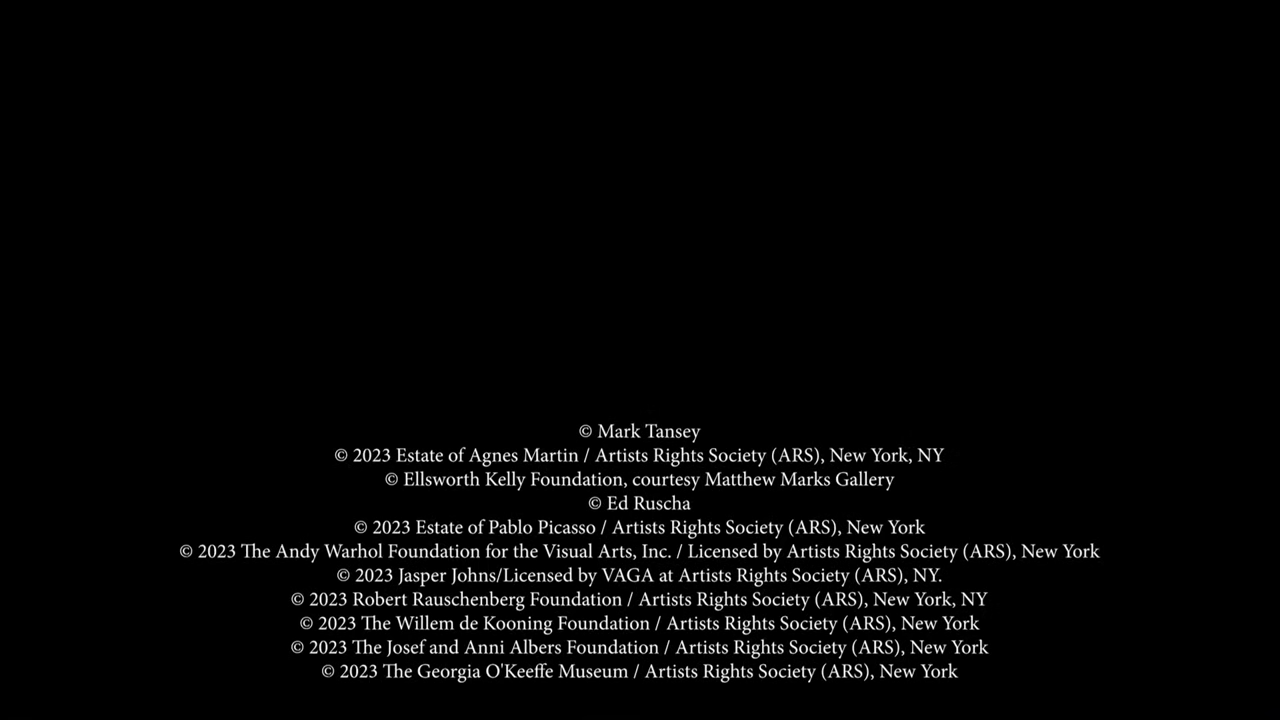 © Mark Tansey
© 2023 Estate of Agnes Martin / Artists Rights Society (ARS), New York, NY
© Ellsworth Kelly Foundation, courtesy Matthew Marks Gallery
© Ed Ruscha
© 2023 Estate of Pablo Picasso / Artists Rights Society (ARS), New York
© 2023 The Andy Warhol Foundation for the Visual Arts, Inc. / Licensed by Artists Rights Society (ARS), New York
© 2023 Jasper Johns/Licensed by VAGA at Artists Rights Society (ARS), NY.
© 2023 Robert Rauschenberg Foundation / Artists Rights Society (ARS), New York, NY
© 2023 The Willem de Kooning Foundation / Artists Rights Society (ARS), New York
© 2023 The Josef and Anni Albers Foundation / Artists Rights Society (ARS), New York
© 2023 The Georgia O'Keeffe Museum / Artists Rights Society (ARS), New York